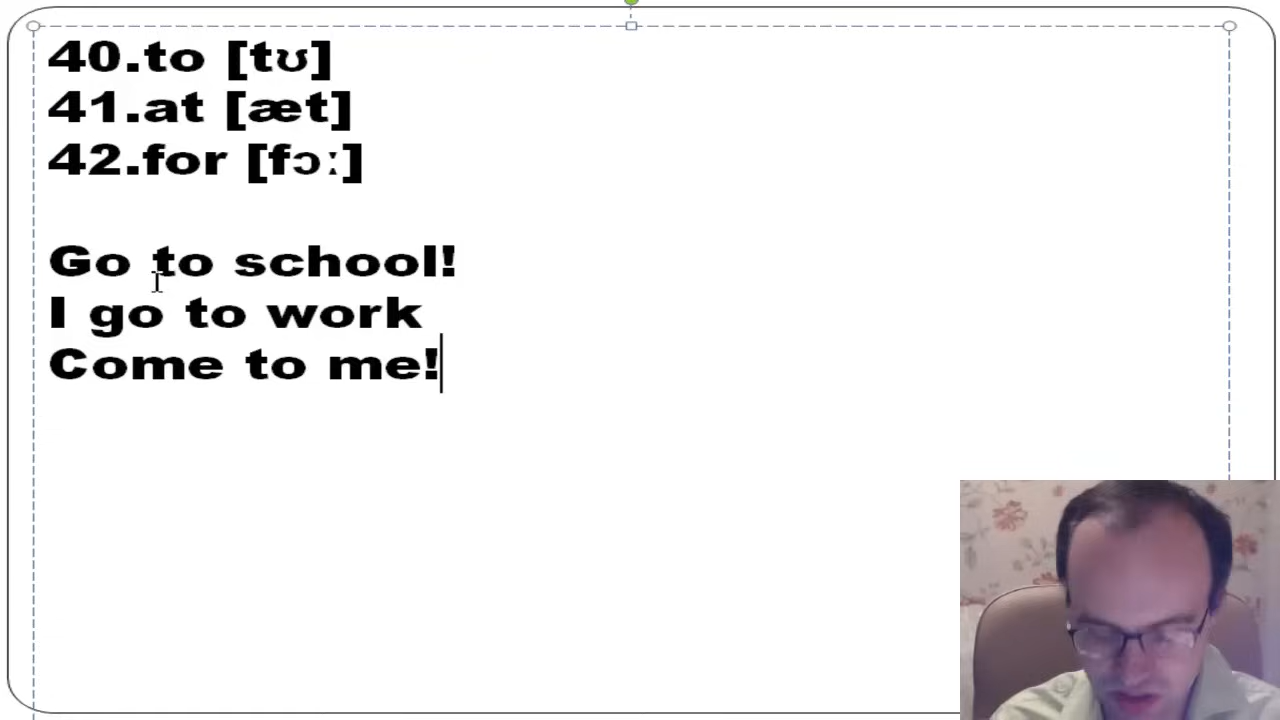 40.to [tʊ]
41.at [æt]
42.for [fɔː]
Go to school!
I go to work
Come to me!